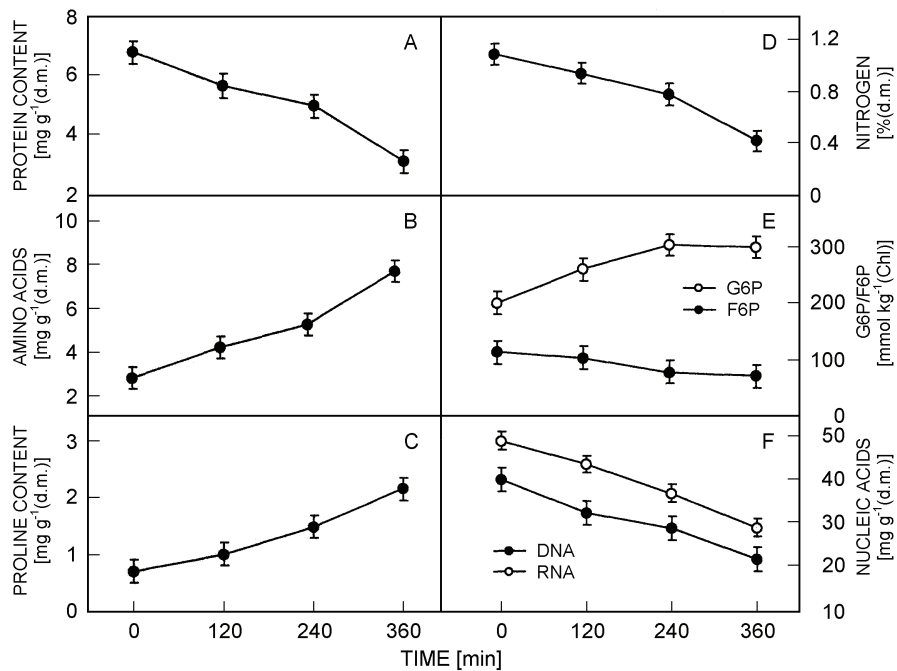 PROTEIN CONTENT
[mg g-1(d.m.)]
8
6
4
2
A
D
1.2
0.8
0.4
0
NITROGEN
[%(d.m.)]
AMINO ACIDS
[mg g-1(d.m.)]
10
8
6
4
2
B
E
G6P
F6P
300
200
100
0
G6P/F6P
[mmol kg-1(Chl)]
PROLINE CONTENT
[mg g-1(d.m.)]
3
2
1
0
C
F
DNA
RNA
50
40
30
20
10
NUCLEIC ACIDS
[mg g-1(d.m.)]
0 120 240 360 0 120 240 360
TIME [min]